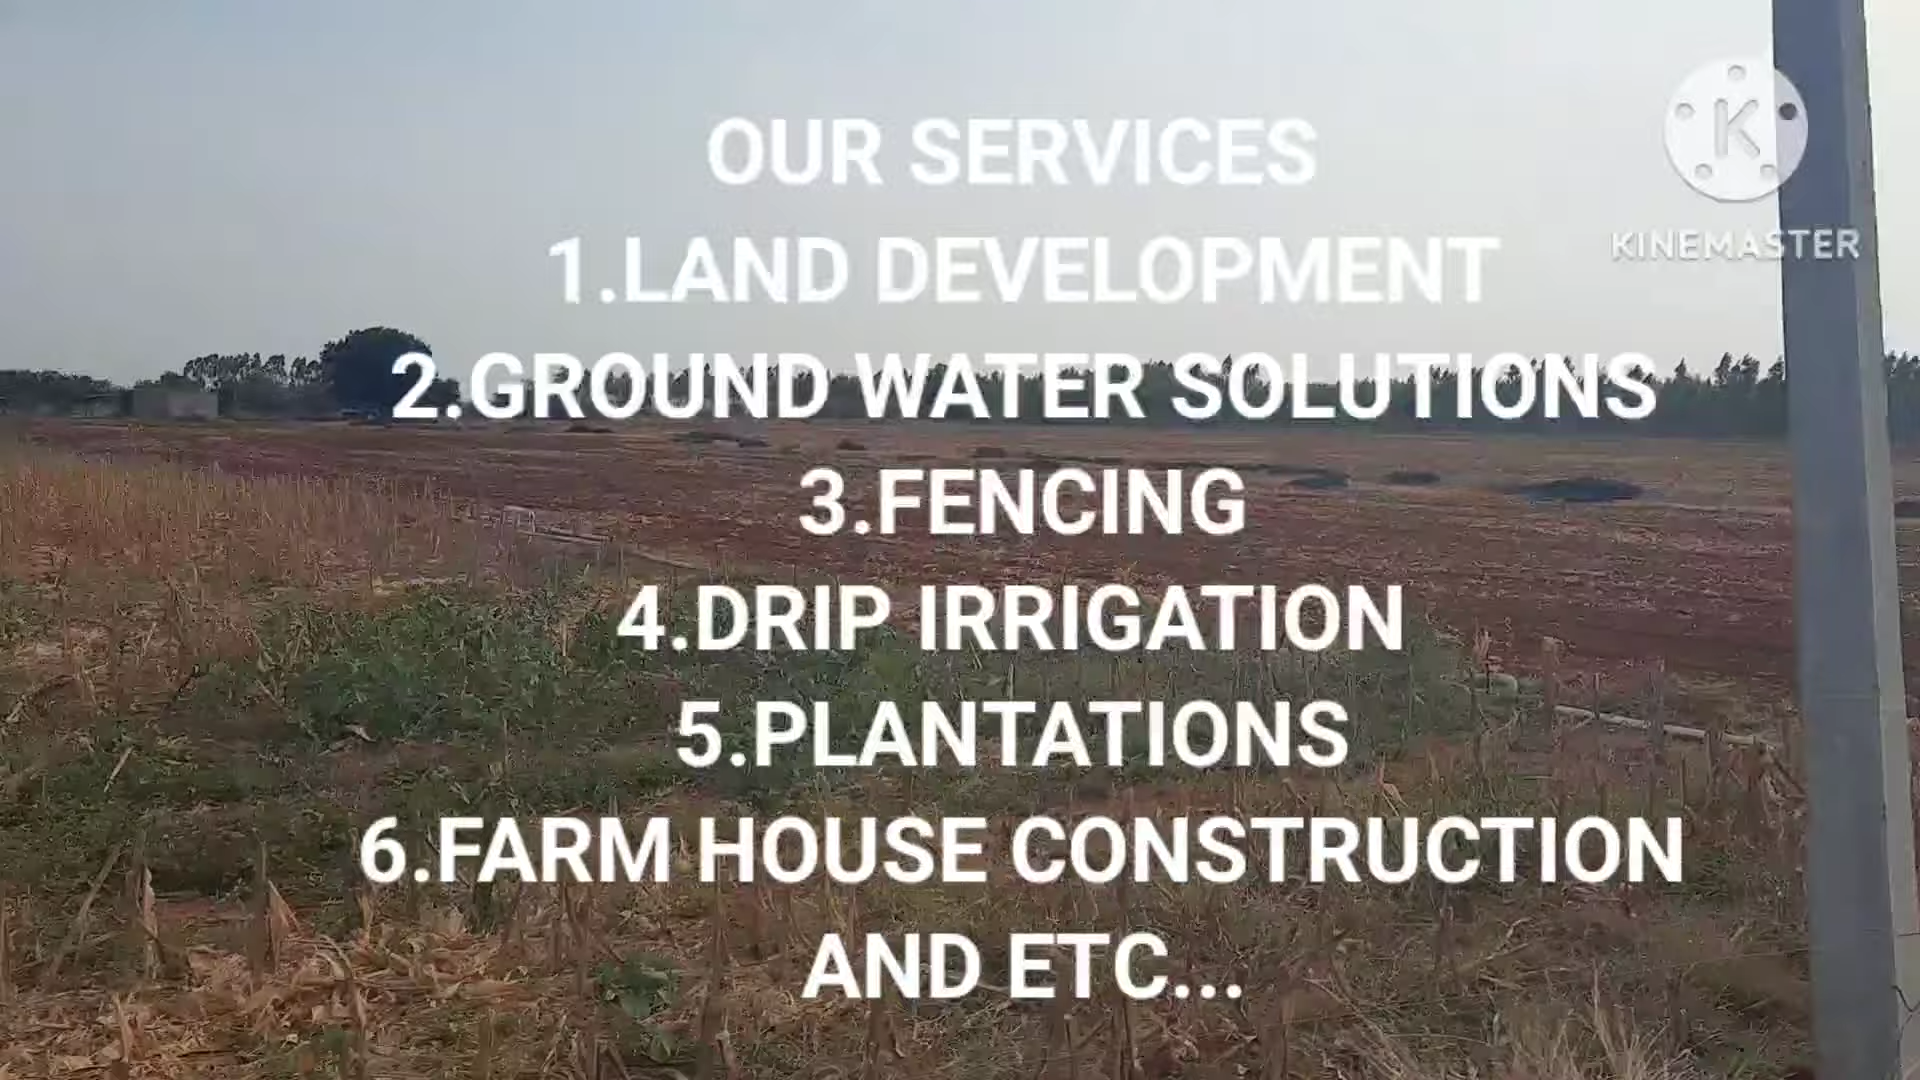 OUR SERVICES
1.LAND DEVELOPMENT
2.GROUND WATER SOLUTIONS
3.FENCING
4.DRIP IRRIGATION
5.PLANTATIONS
6.FARM HOUSE CONSTRUCTION
AND ETC...
K
KINEMASTER